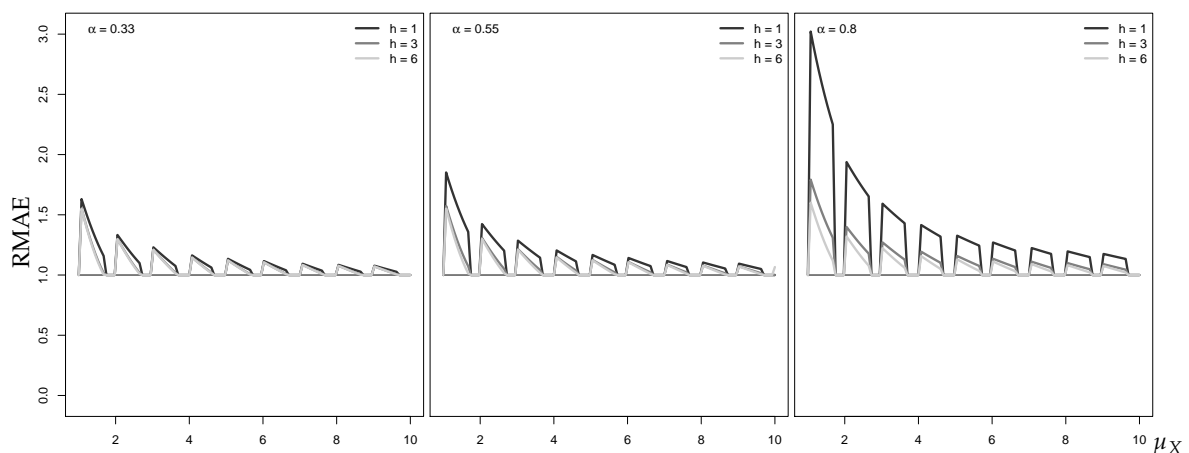 α = 0.33
h = 1
h = 3
h = 6
α = 0.55
h = 1
h = 3
h = 6
α = 0.8
h = 1
h = 3
h = 6
RMAE
3.0
2.5
2.0
1.5
1.0
0.5
0.0
2 4 6 8 10
2 4 6 8 10
2 4 6 8 10
μX